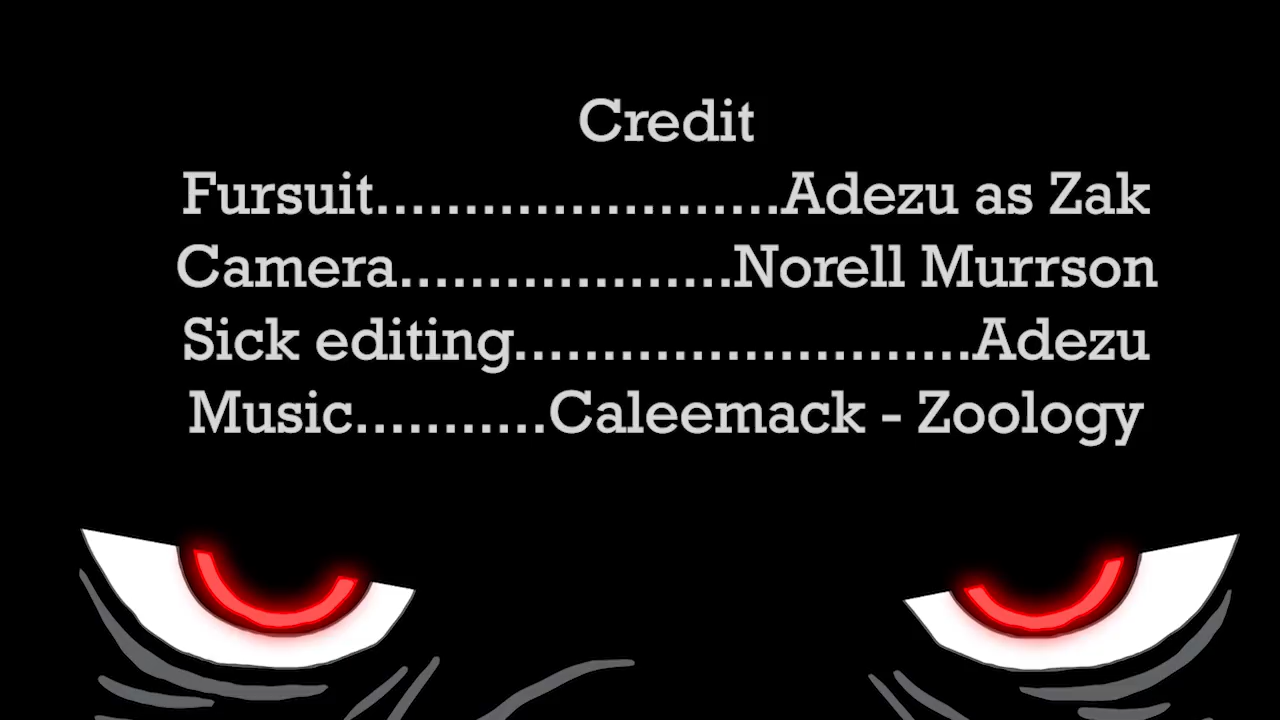 Credit
Fursuit.......................Adezu as Zak
Camera...................Norell Murrson
Sick editing..........................Adezu
Music...........Caleemack - Zoology